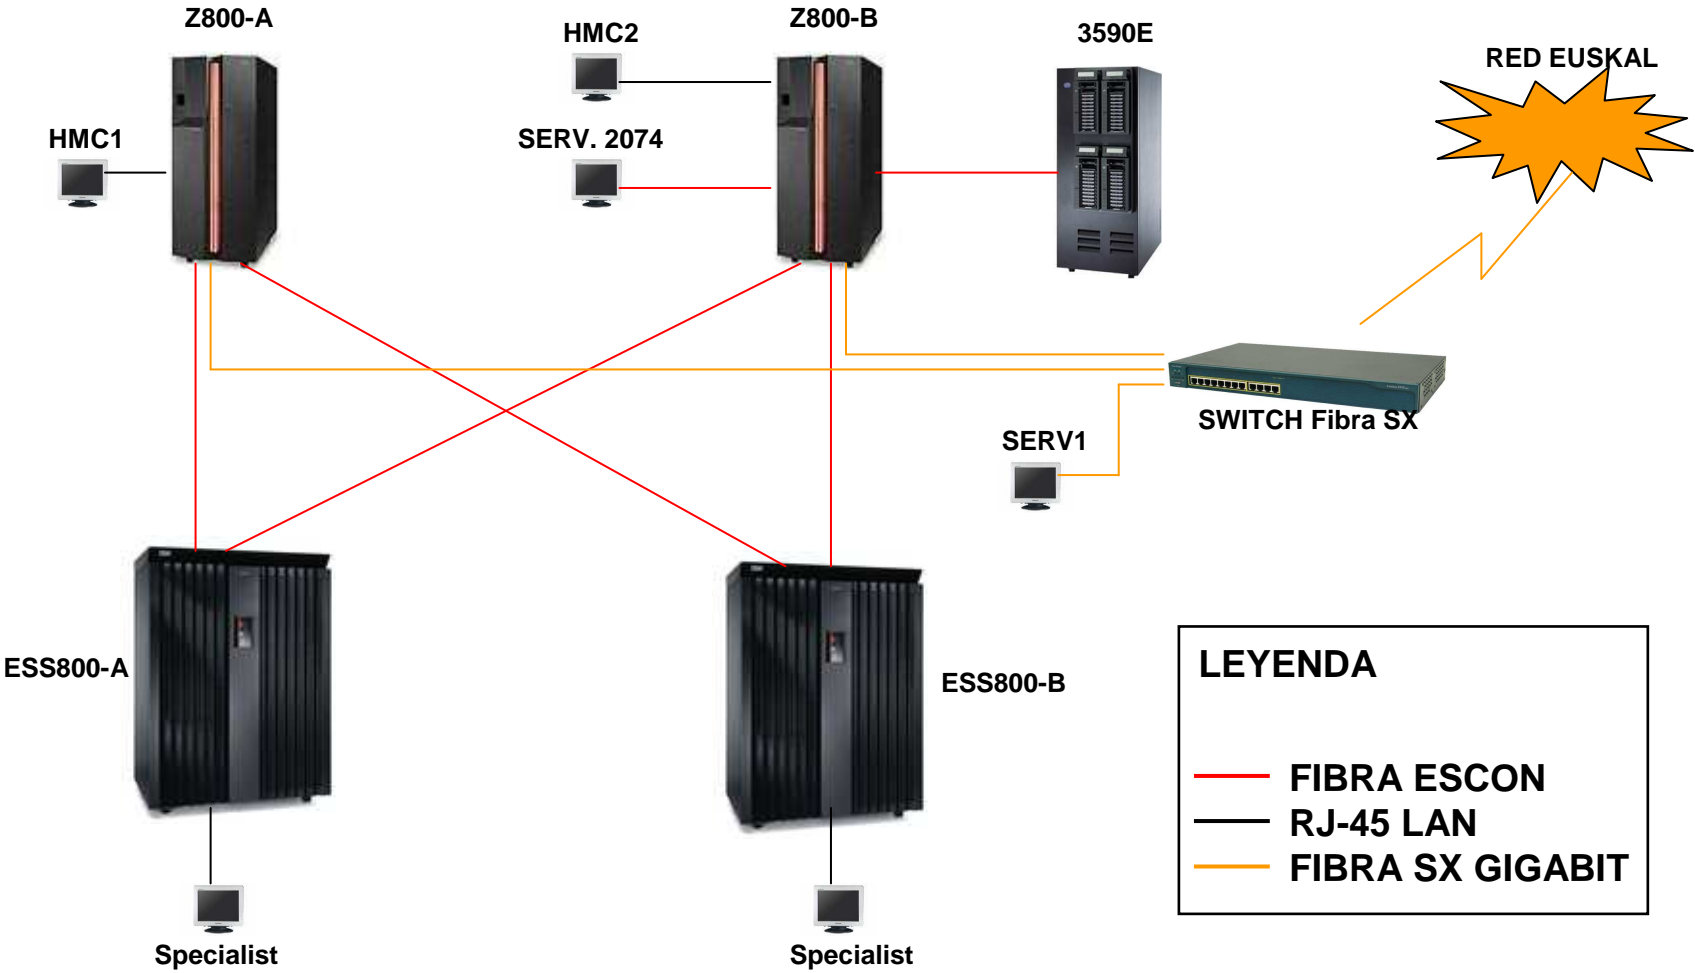 Z800-A
Z800-B
HMC2
3590E
RED EUSKAL
HMC1
SERV. 2074
SWITCH Fibra SX
SERV1
ESS800-A
ESS800-B
LEYENDA
FIBRA ESCON
RJ-45 LAN
FIBRA SX GIGABIT
Specialist
Specialist